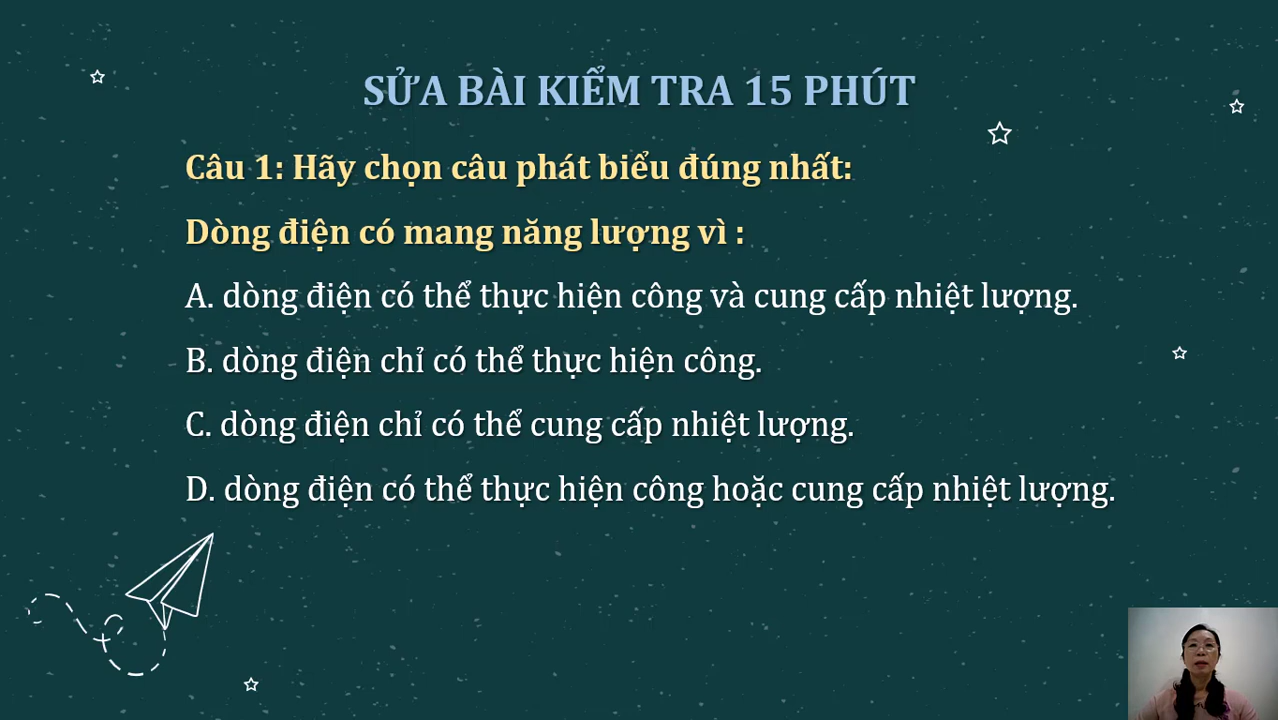 SỬA BÀI KIỂM TRA 15 PHÚT
Câu 1: Hãy chọn câu phát biểu đúng nhất:
Dòng điện có mang năng lượng vì :
A. dòng điện có thể thực hiện công và cung cấp nhiệt lượng.
B. dòng điện chỉ có thể thực hiện công.
C. dòng điện chỉ có thể cung cấp nhiệt lượng.
D. dòng điện có thể thực hiện công hoặc cung cấp nhiệt lượng.